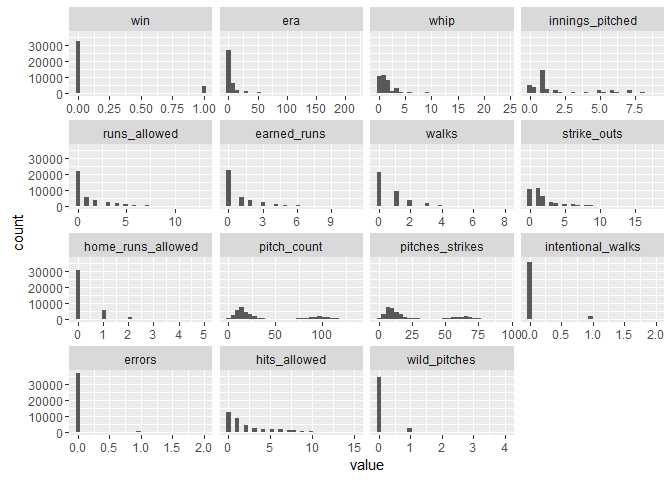 win era whip innings_pitched
30000
20000
10000
0
0.00 0.25 0.50 0.75 1.00 0 50 100 150 200 0 5 10 15 20 25 0.0 2.5 5.0 7.5
runs_allowed earned_runs walks strike_outs
30000
20000
10000
0
0 5 10 0 3 6 9 0 2 4 6 8 0 5 10 15
home_runs_allowed pitch_count pitches_strikes intentional_walks
30000
20000
10000
0
0 1 2 3 4 5 0 50 100 0 25 50 75 100 0.0 0.5 1.0 1.5 2.0
errors hits_allowed wild_pitches
30000
20000
10000
0
0.0 0.5 1.0 1.5 2.0 0 5 10 15 0 1 2 3 4
count
value